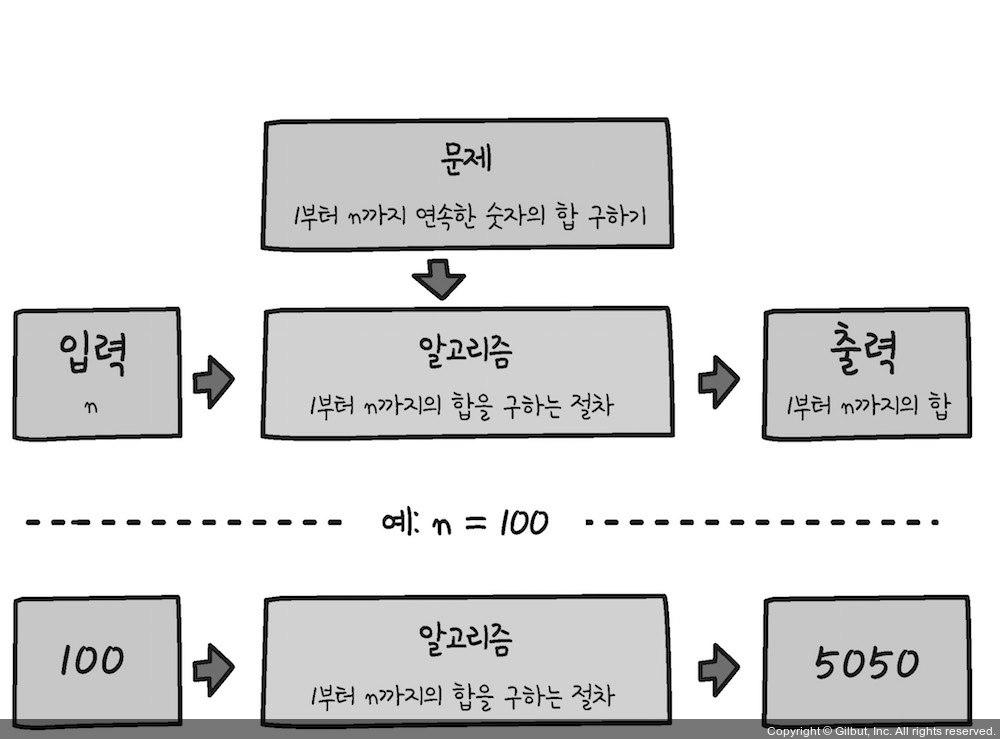 문제
1부터 n까지 연속한 숫자의 합 구하기
입력
n
알고리즘
1부터 n까지의 합을 구하는 절차
출력
1부터 n까지의 합
예: n = 100
100
알고리즘
1부터 n까지의 합을 구하는 절차
5050
Copyright © Gilbut, Inc. All rights reserved.